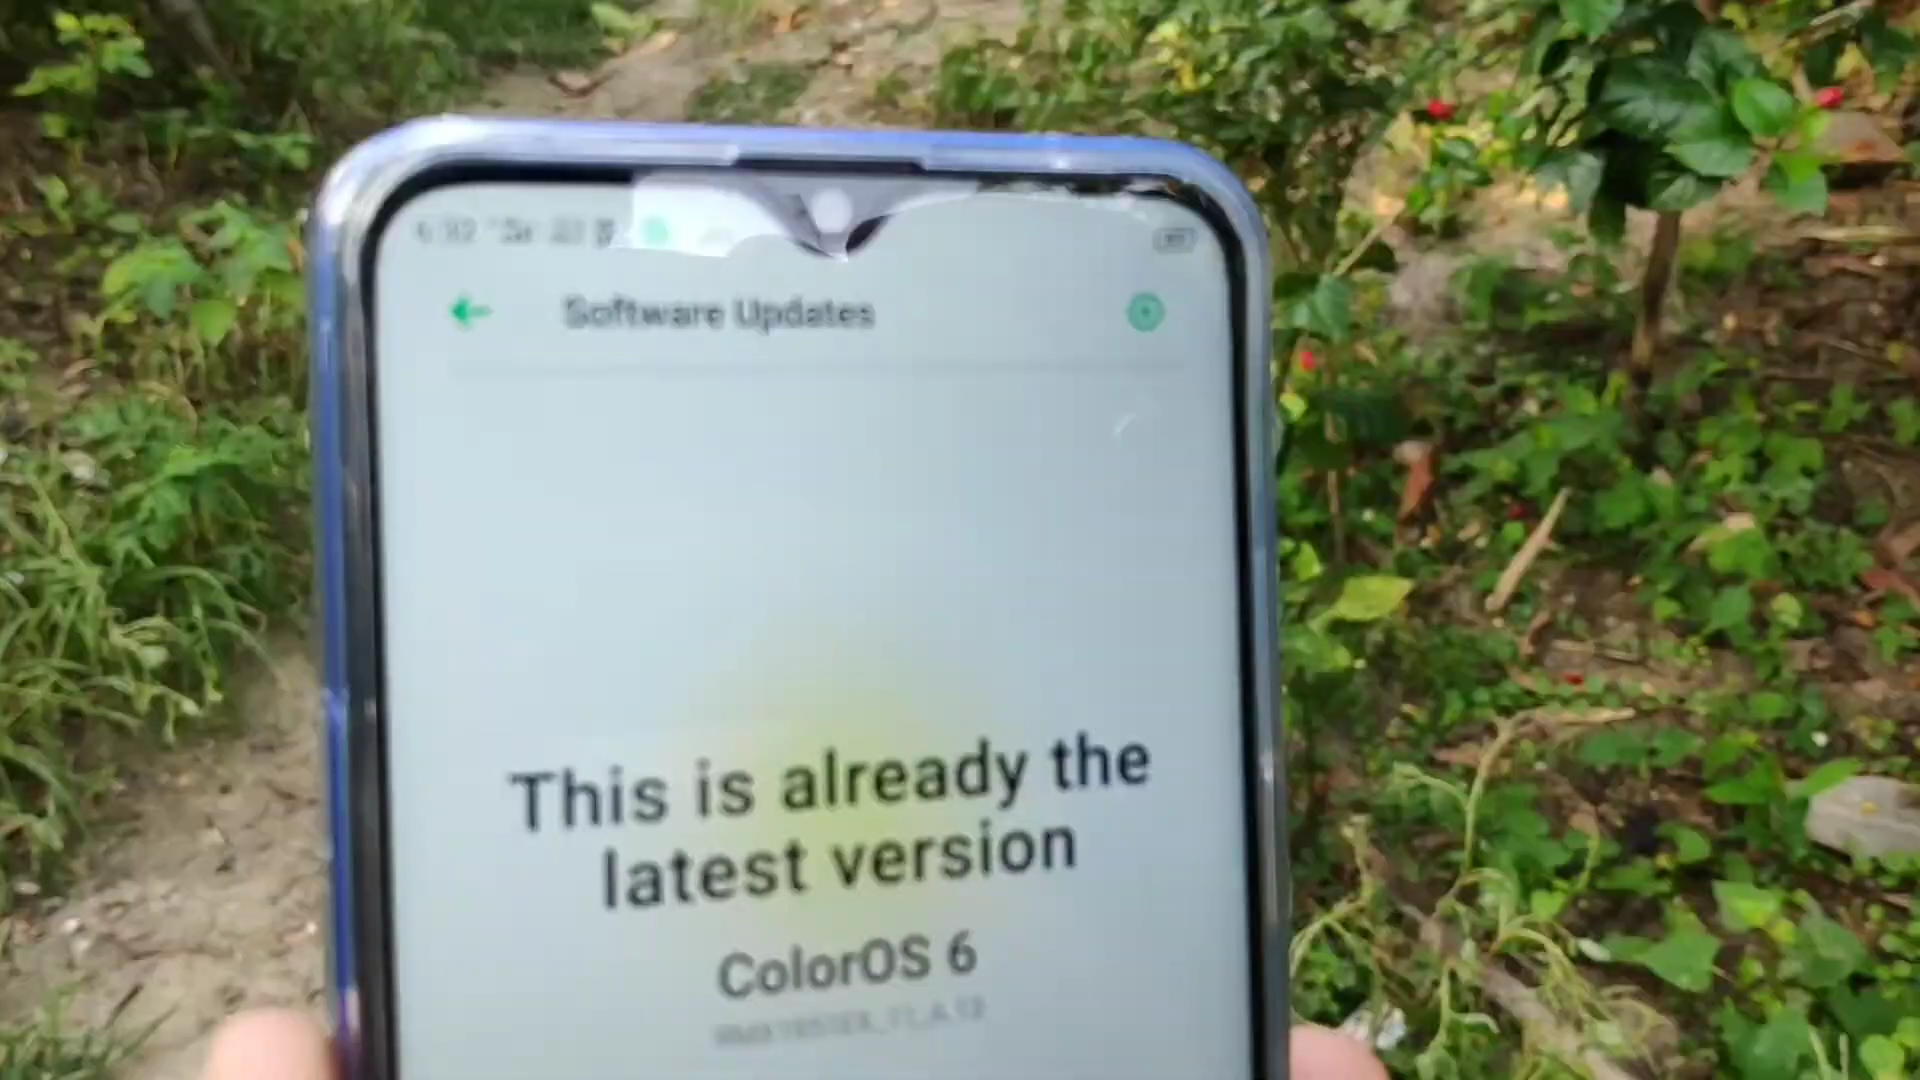 Software Updates
This is already the
latest version
ColorOS 6